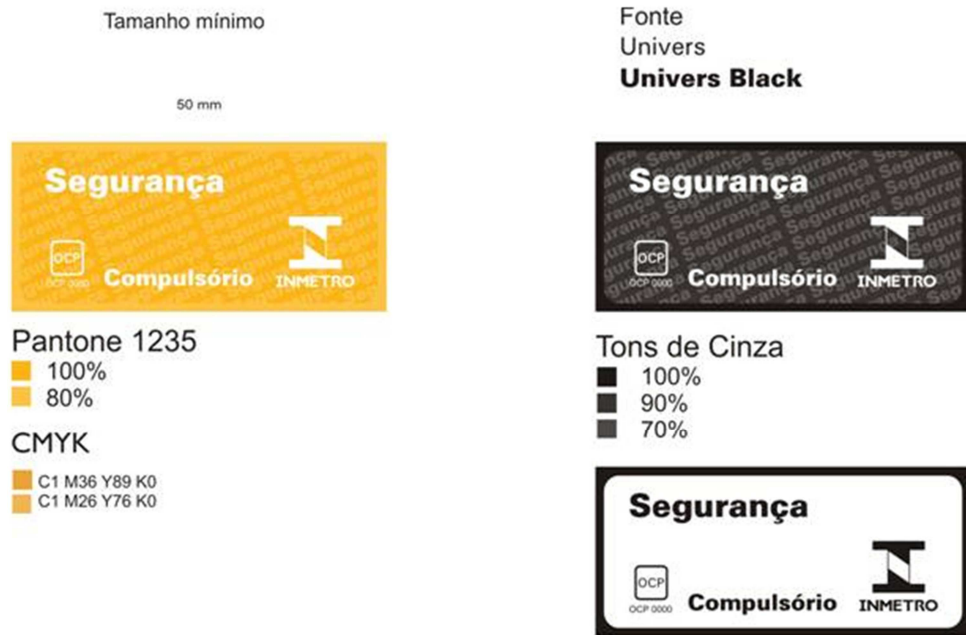 Tamanho mínimo
50 mm
Segurança
OCP
OCP 0000
Compulsório
INMETRO
Pantone 1235
100%
80%
CMYK
C1 M36 Y89 K0
C1 M26 Y76 K0
Fonte
Univers
Univers Black
Segurança
OCP
OCP 0000
Compulsório
INMETRO
Tons de Cinza
100%
90%
70%
Segurança
OCP
OCP 0000
Compulsório
INMETRO